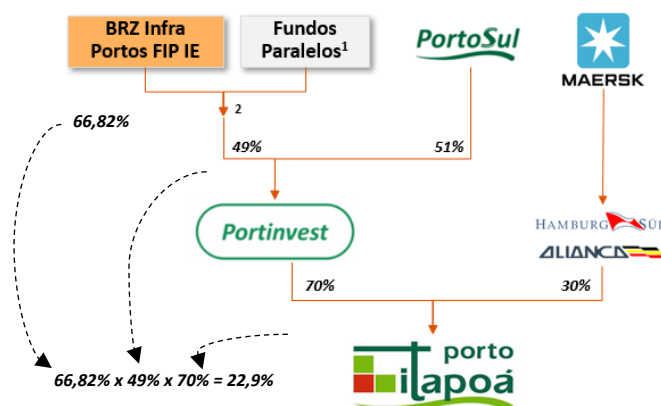 BRZ Infra
Portos FIP IE
Fundos
Paralelos¹
PortoSul
MAERSK
2
66,82%
49%
51%
Portinvest
HAMBURG SÜD
ALIANCA
70%
30%
porto
itapoá
66,82% x 49% x 70% = 22,9%